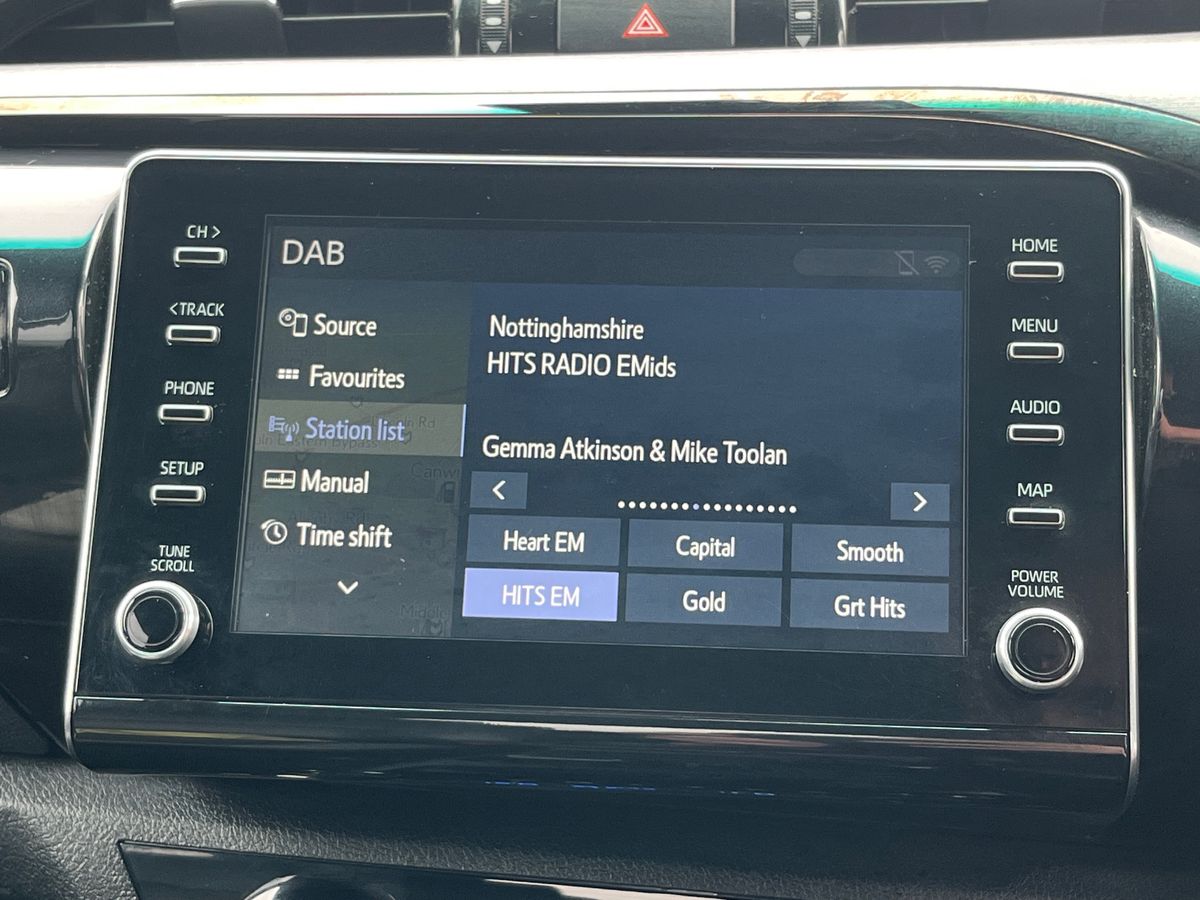 CH >
<TRACK
PHONE
SETUP
TUNE
SCROLL
DAB
Source
Favourites
Station list
Manual
Time shift
Nottinghamshire
HITS RADIO EMids
Gemma Atkinson & Mike Toolan
Heart EM
Capital
Smooth
HITS EM
Gold
Grt Hits
HOME
MENU
AUDIO
MAP
POWER
VOLUME